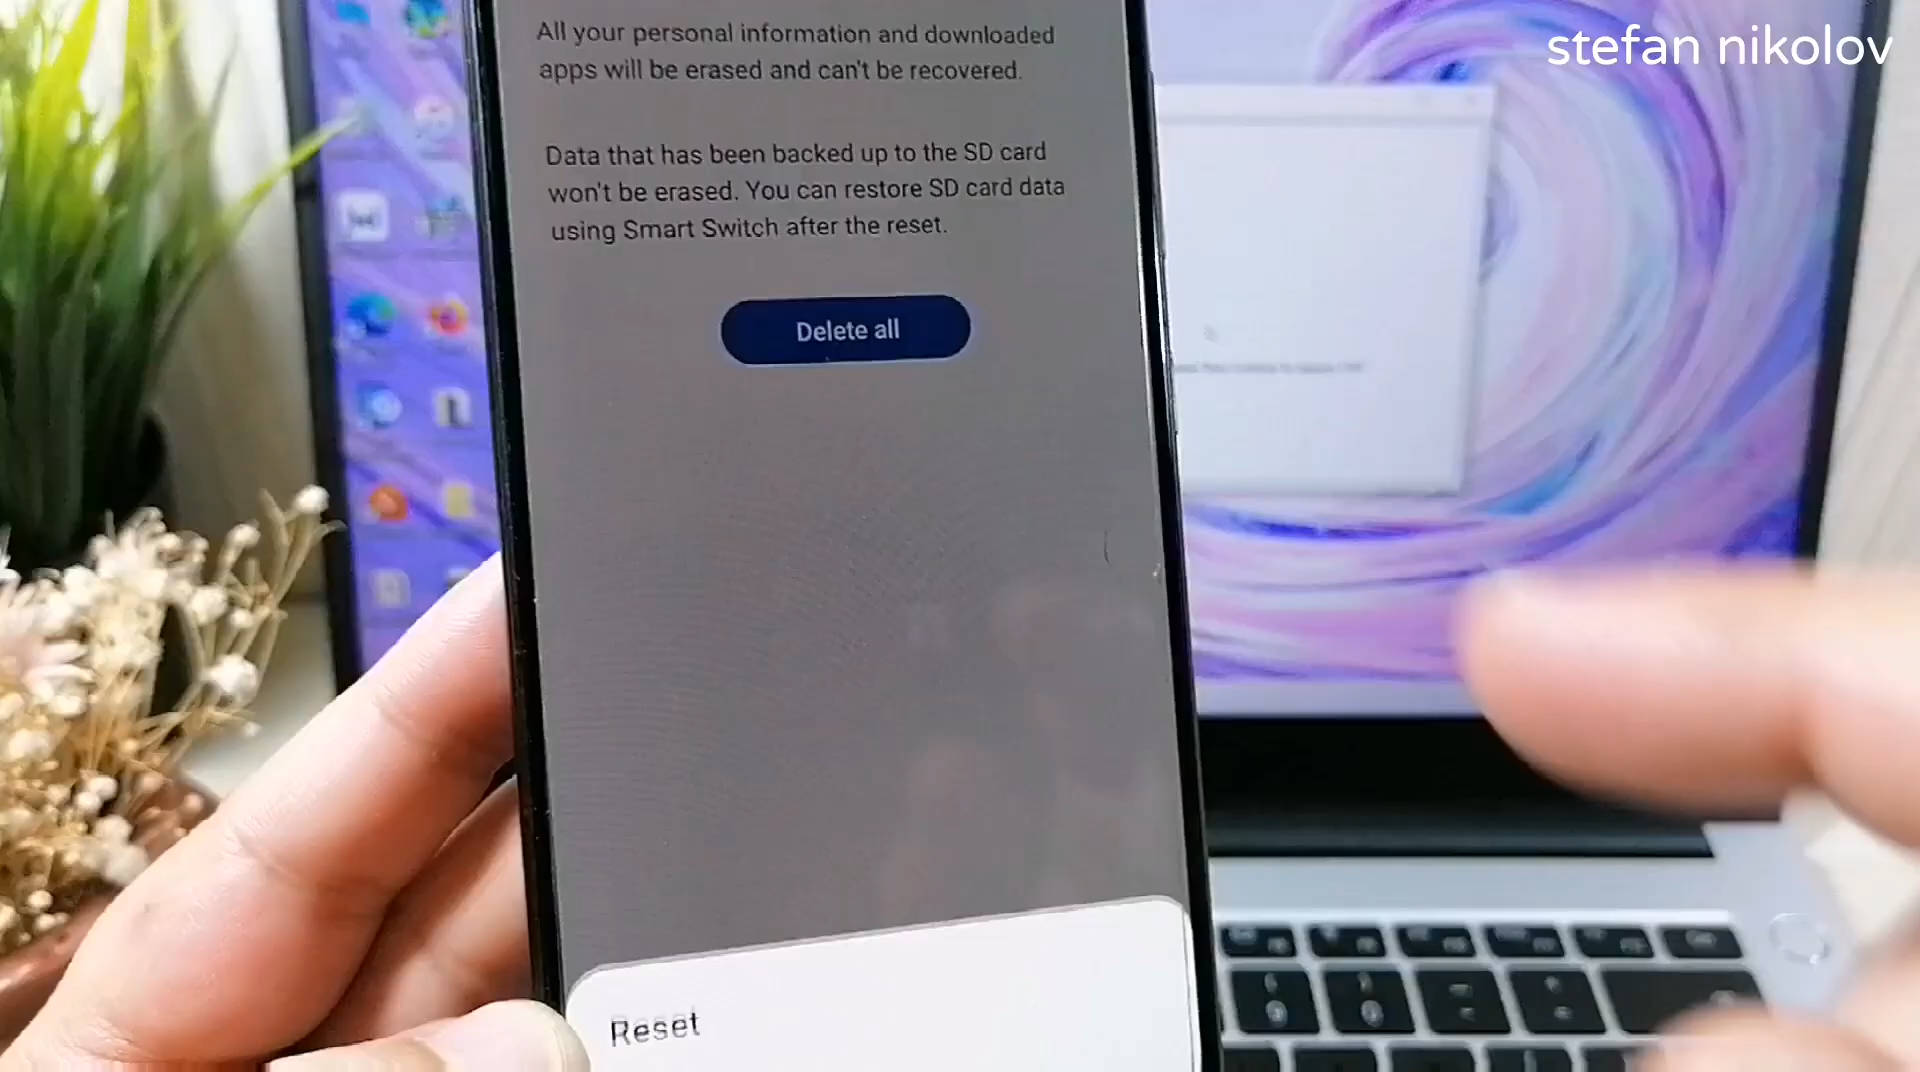 stefan nikolov
All your personal information and downloaded
apps will be erased and can't be recovered.
Data that has been backed up to the SD card
won't be erased. You can restore SD card data
using Smart Switch after the reset.
Delete all
Reset